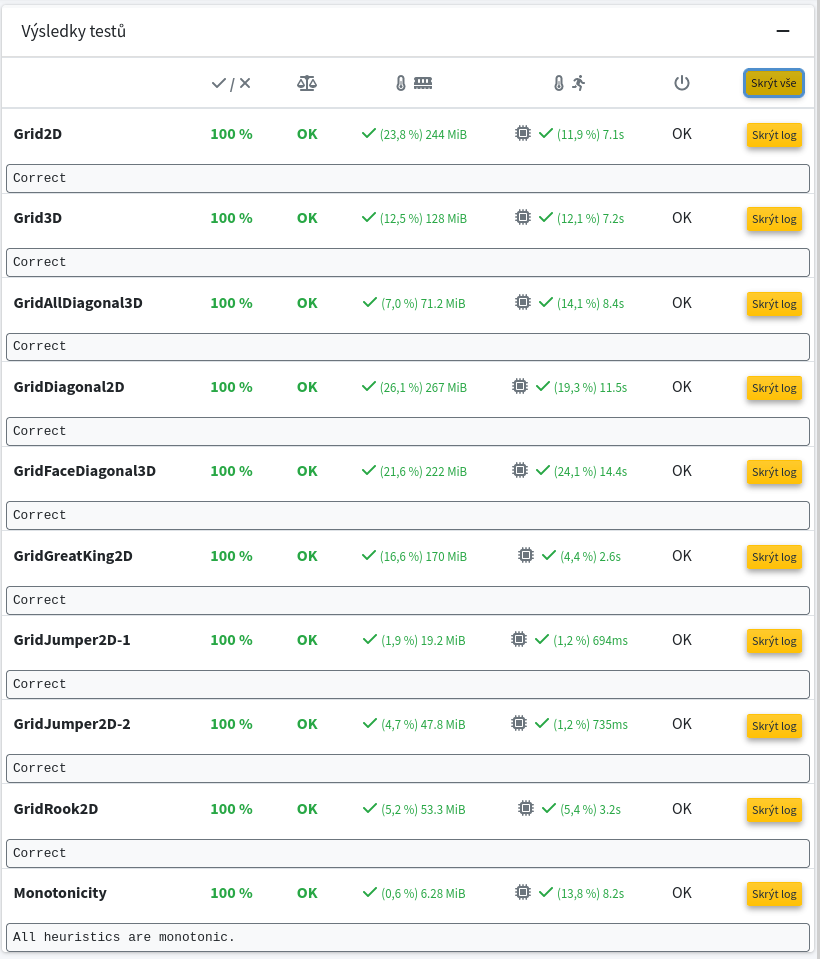 Výsledky testů
/ Skrýt vše
Grid2D 100 % OK (23,8 %) 244 MiB (11,9 %) 7.1s OK Skrýt log
Correct
Grid3D 100 % OK (12,5 %) 128 MiB (12,1 %) 7.2s OK Skrýt log
Correct
GridAllDiagonal3D 100 % OK (7,0 %) 71.2 MiB (14,1 %) 8.4s OK Skrýt log
Correct
GridDiagonal2D 100 % OK (26,1 %) 267 MiB (19,3 %) 11.5s OK Skrýt log
Correct
GridFaceDiagonal3D 100 % OK (21,6 %) 222 MiB (24,1 %) 14.4s OK Skrýt log
Correct
GridGreatKing2D 100 % OK (16,6 %) 170 MiB (4,4 %) 2.6s OK Skrýt log
Correct
GridJumper2D-1 100 % OK (1,9 %) 19.2 MiB (1,2 %) 694ms OK Skrýt log
Correct
GridJumper2D-2 100 % OK (4,7 %) 47.8 MiB (1,2 %) 735ms OK Skrýt log
Correct
GridRook2D 100 % OK (5,2 %) 53.3 MiB (5,4 %) 3.2s OK Skrýt log
Correct
Monotonicity 100 % OK (0,6 %) 6.28 MiB (13,8 %) 8.2s OK Skrýt log
All heuristics are monotonic.